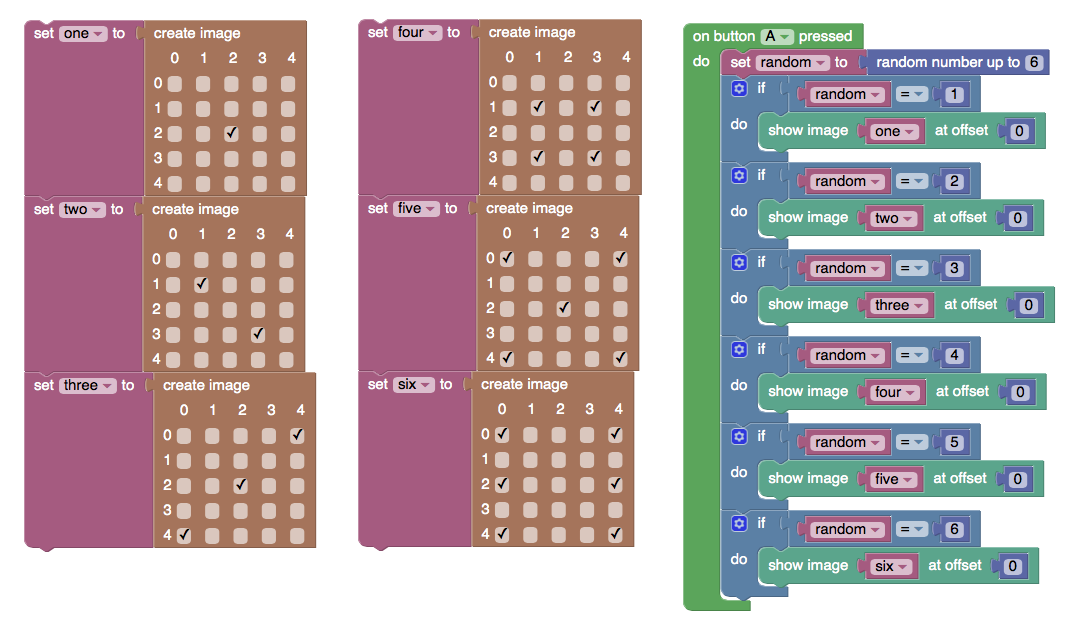 set one to create image
0 1 2 3 4
0
1
2 ✓
3
4
set two to create image
0 1 2 3 4
0
1 ✓
2
3 ✓
4
set three to create image
0 1 2 3 4
0 ✓
1
2 ✓
3
4 ✓
set four to create image
0 1 2 3 4
0
1 ✓ ✓
2
3 ✓ ✓
4
set five to create image
0 1 2 3 4
0 ✓ ✓
1
2 ✓
3
4 ✓ ✓
set six to create image
0 1 2 3 4
0 ✓ ✓
1
2 ✓ ✓
3
4 ✓ ✓
on button A pressed
do set random to random number up to 6
if random = 1
do show image one at offset 0
if random = 2
do show image two at offset 0
if random = 3
do show image three at offset 0
if random = 4
do show image four at offset 0
if random = 5
do show image five at offset 0
if random = 6
do show image six at offset 0